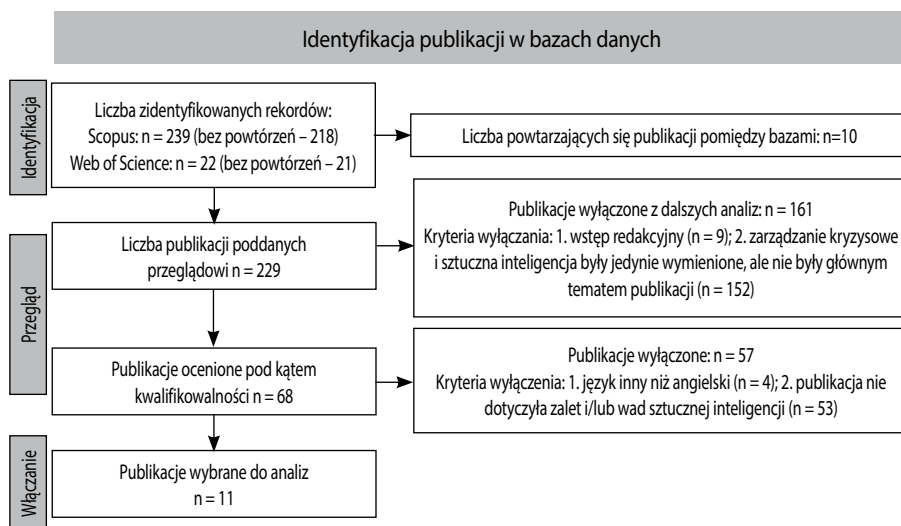 Identyfikacja publikacji w bazach danych
Identyfikacja
Liczba zidentyfikowanych rekordów:
Scopus: n = 239 (bez powtórzeń – 218)
Web of Science: n = 22 (bez powtórzeń – 21)
Liczba powtarzających się publikacji pomiędzy bazami: n=10
Przegląd
Liczba publikacji poddanych
przeglądowi n = 229
Publikacje wyłączone z dalszych analiz: n = 161
Kryteria wyłączania: 1. wstęp redakcyjny (n = 9); 2. zarządzanie kryzysowe
i sztuczna inteligencja były jedynie wymienione, ale nie były głównym
tematem publikacji (n = 152)
Publikacje ocenione pod kątem
kwalifikowalności n = 68
Publikacje wyłączone: n = 57
Kryteria wyłączenia: 1. język inny niż angielski (n = 4); 2. publikacja nie
dotyczyła zalet i/lub wad sztucznej inteligencji (n = 53)
Włączanie
Publikacje wybrane do analiz
n = 11